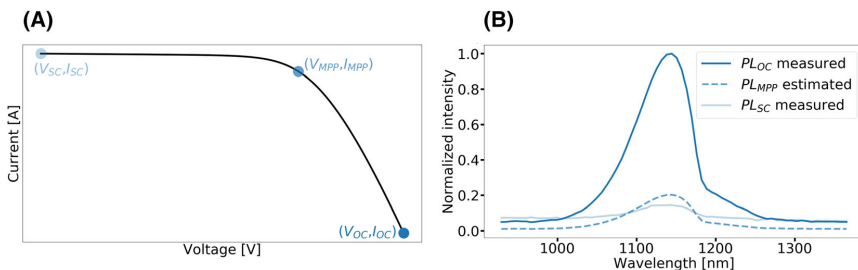 (A)
(V_SC,I_SC)
(V_MPP,I_MPP)
(V_OC,I_OC)
Current [A]
Voltage [V]
(B)
PL_OC measured
PL_MPP estimated
PL_SC measured
Normalized intensity
1.0
0.8
0.6
0.4
0.2
0.0
1000 1100 1200 1300
Wavelength [nm]